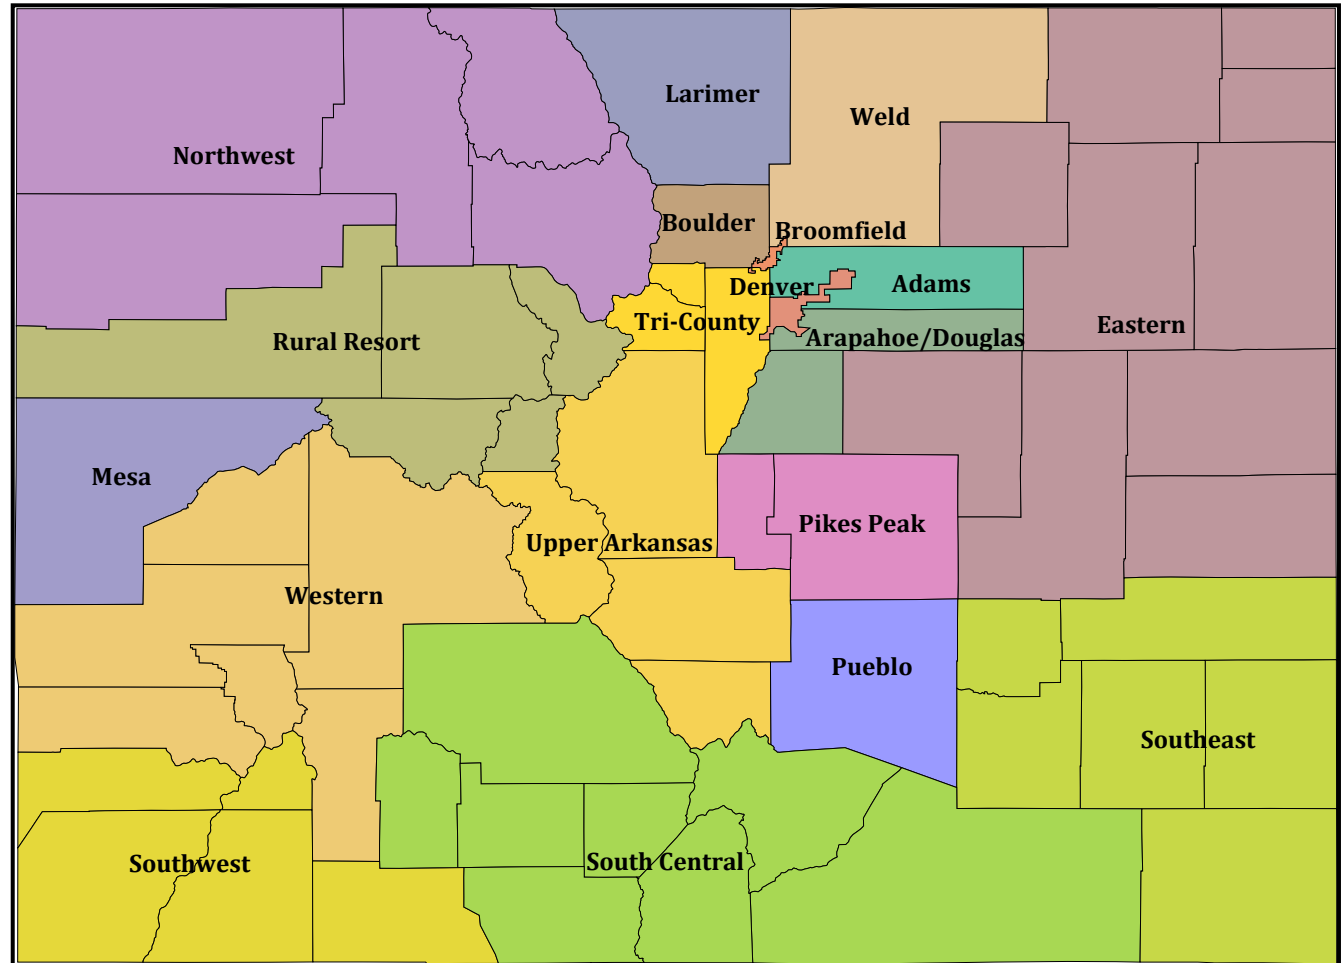 Larimer
Weld
Northwest
Boulder
Broomfield
Denver
Adams
Tri-County
Eastern
Rural Resort
Arapahoe/Douglas
Mesa
Pikes Peak
Upper Arkansas
Western
Pueblo
Southeast
Southwest
South Central